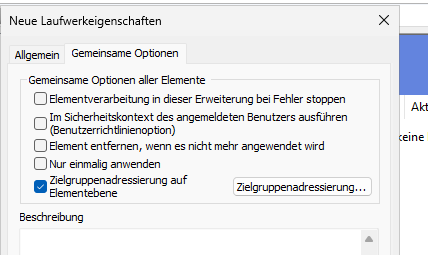 Neue Laufwerkeigenschaften
Allgemein
Gemeinsame Optionen
Gemeinsame Optionen aller Elemente
Elementverarbeitung in dieser Erweiterung bei Fehler stoppen
Im Sicherheitskontext des angemeldeten Benutzers ausführen
(Benutzerrichtlinienoption)
Element entfernen, wenn es nicht mehr angewendet wird
Nur einmalig anwenden
Zielgruppenadressierung auf
Elementebene
Zielgruppenadressierung...
Beschreibung
Akt